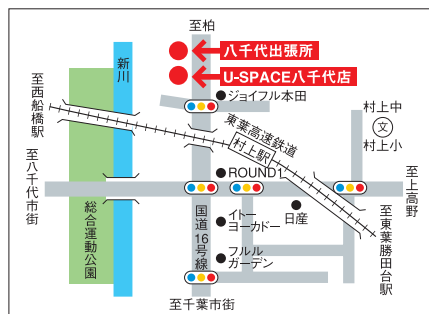 至柏
八千代出張所
U-SPACE八千代店
ジョイフル本田
新川
至西船橋駅
東葉高速鉄道
村上駅
村上中
文
村上小
至八千代市街
ROUND1
至上高野
総合運動公園
国道16号線
イトー
ヨーカドー
日産
フルル
ガーデン
至東葉勝田台駅
至千葉市街